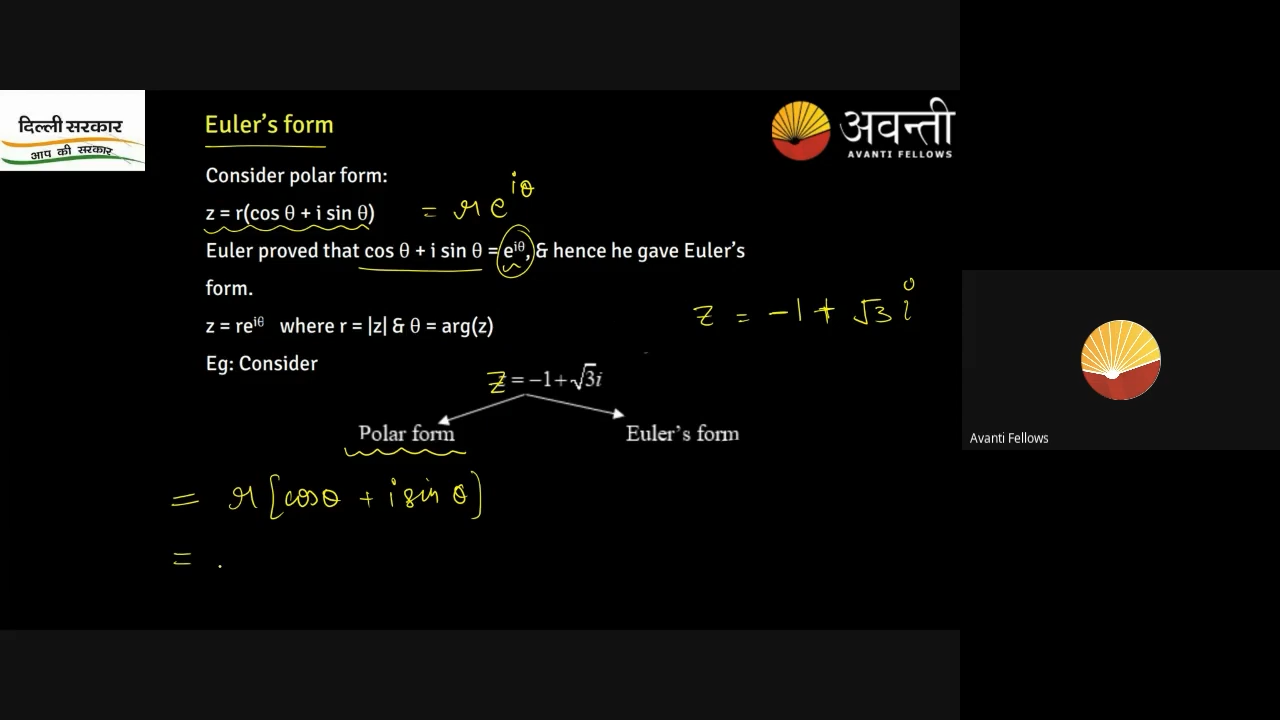 दिल्ली सरकार
आप की सरकार
अवन्ती
AVANTI FELLOWS
Euler's form
Consider polar form:
z = r(cos θ + i sin θ) = r e^{iθ}
Euler proved that cos θ + i sin θ = e^{iθ}, & hence he gave Euler's
form.
z = -1 + √3 i
z = re^{iθ} where r = |z| & θ = arg(z)
Eg: Consider
z = -1 + √3i
Polar form
Euler's form
= r[cosθ + i sin θ]
= .
Avanti Fellows